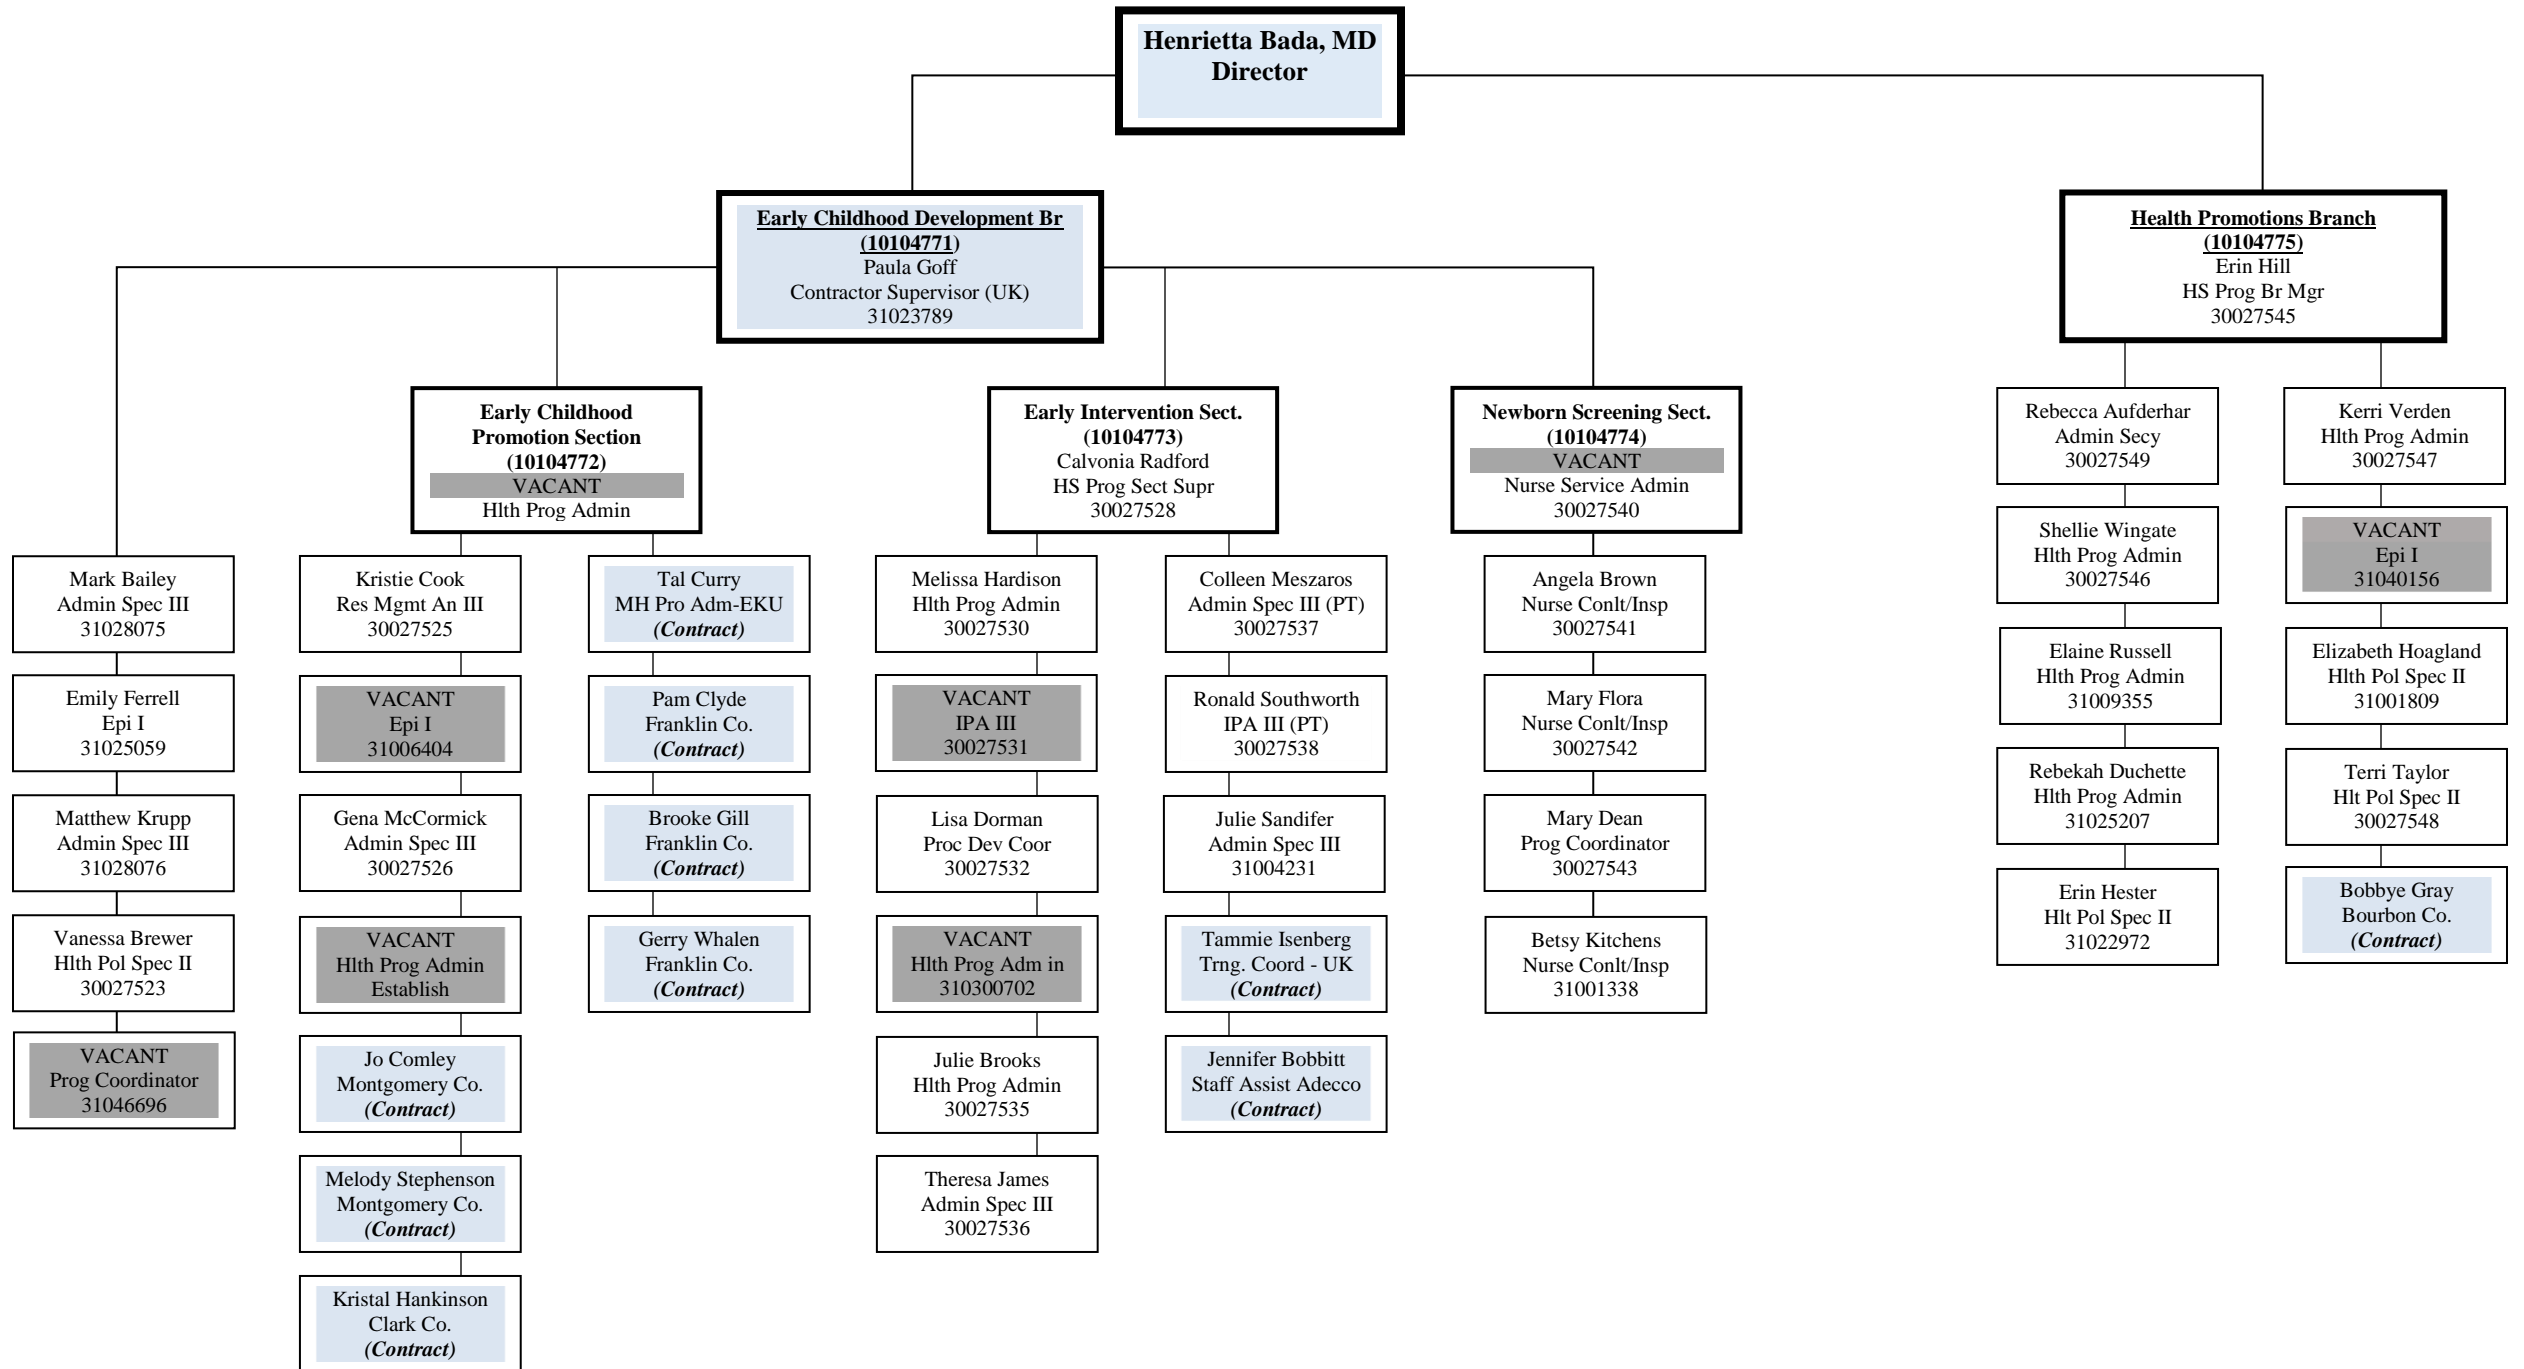 Henrietta Bada, MD
Director
Early Childhood Development Br
(10104771)
Paula Goff
Contractor Supervisor (UK)
31023789
Health Promotions Branch
(10104775)
Erin Hill
HS Prog Br Mgr
30027545
Early Childhood
Promotion Section
(10104772)
VACANT
Hlth Prog Admin
Early Intervention Sect.
(10104773)
Calvonia Radford
HS Prog Sect Supr
30027528
Newborn Screening Sect.
(10104774)
VACANT
Nurse Service Admin
30027540
Mark Bailey
Admin Spec III
31028075
Emily Ferrell
Epi I
31025059
Matthew Krupp
Admin Spec III
31028076
Vanessa Brewer
Hlth Pol Spec II
30027523
VACANT
Prog Coordinator
31046696
Kristie Cook
Res Mgmt An III
30027525
VACANT
Epi I
31006404
Gena McCormick
Admin Spec III
30027526
VACANT
Hlth Prog Admin
Establish
Jo Comley
Montgomery Co.
(Contract)
Melody Stephenson
Montgomery Co.
(Contract)
Kristal Hankinson
Clark Co.
(Contract)
Tal Curry
MH Pro Adm-EKU
(Contract)
Pam Clyde
Franklin Co.
(Contract)
Brooke Gill
Franklin Co.
(Contract)
Gerry Whalen
Franklin Co.
(Contract)
Melissa Hardison
Hlth Prog Admin
30027530
VACANT
IPA III
30027531
Lisa Dorman
Proc Dev Coor
30027532
VACANT
Hlth Prog Adm in
310300702
Julie Brooks
Hlth Prog Admin
30027535
Theresa James
Admin Spec III
30027536
Colleen Meszaros
Admin Spec III (PT)
30027537
Ronald Southworth
IPA III (PT)
30027538
Julie Sandifer
Admin Spec III
31004231
Tammie Isenberg
Trng. Coord - UK
(Contract)
Jennifer Bobbitt
Staff Assist Adecco
(Contract)
Angela Brown
Nurse Conlt/Insp
30027541
Mary Flora
Nurse Conlt/Insp
30027542
Mary Dean
Prog Coordinator
30027543
Betsy Kitchens
Nurse Conlt/Insp
31001338
Rebecca Aufderhar
Admin Secy
30027549
Shellie Wingate
Hlth Prog Admin
30027546
Elaine Russell
Hlth Prog Admin
31009355
Rebekah Duchette
Hlth Prog Admin
31025207
Erin Hester
Hlt Pol Spec II
31022972
Kerri Verden
Hlth Prog Admin
30027547
VACANT
Epi I
31040156
Elizabeth Hoagland
Hlth Pol Spec II
31001809
Terri Taylor
Hlt Pol Spec II
30027548
Bobbye Gray
Bourbon Co.
(Contract)